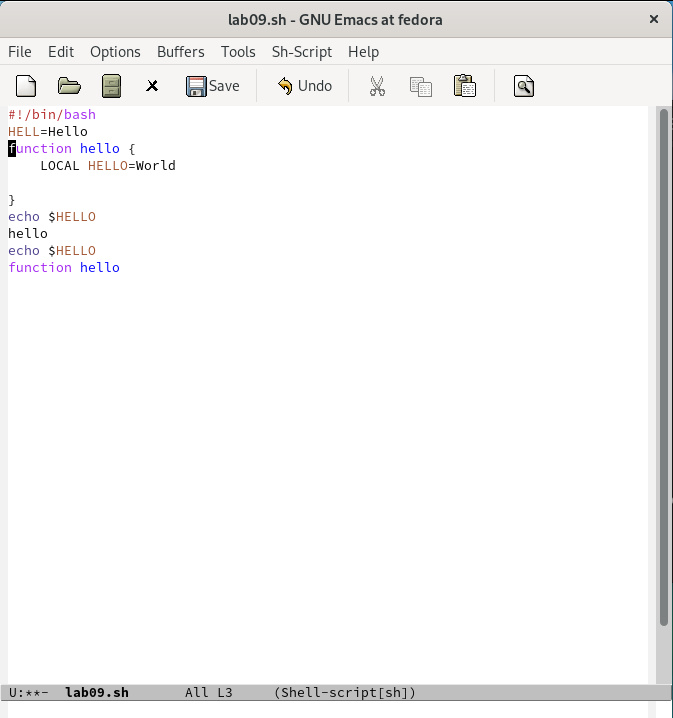 lab09.sh - GNU Emacs at fedora
File Edit Options Buffers Tools Sh-Script Help
Save Undo
#!/bin/bash
HELL=Hello
function hello {
    LOCAL HELLO=World

}
echo $HELLO
hello
echo $HELLO
function hello
U:**- lab09.sh All L3 (Shell-script[sh])